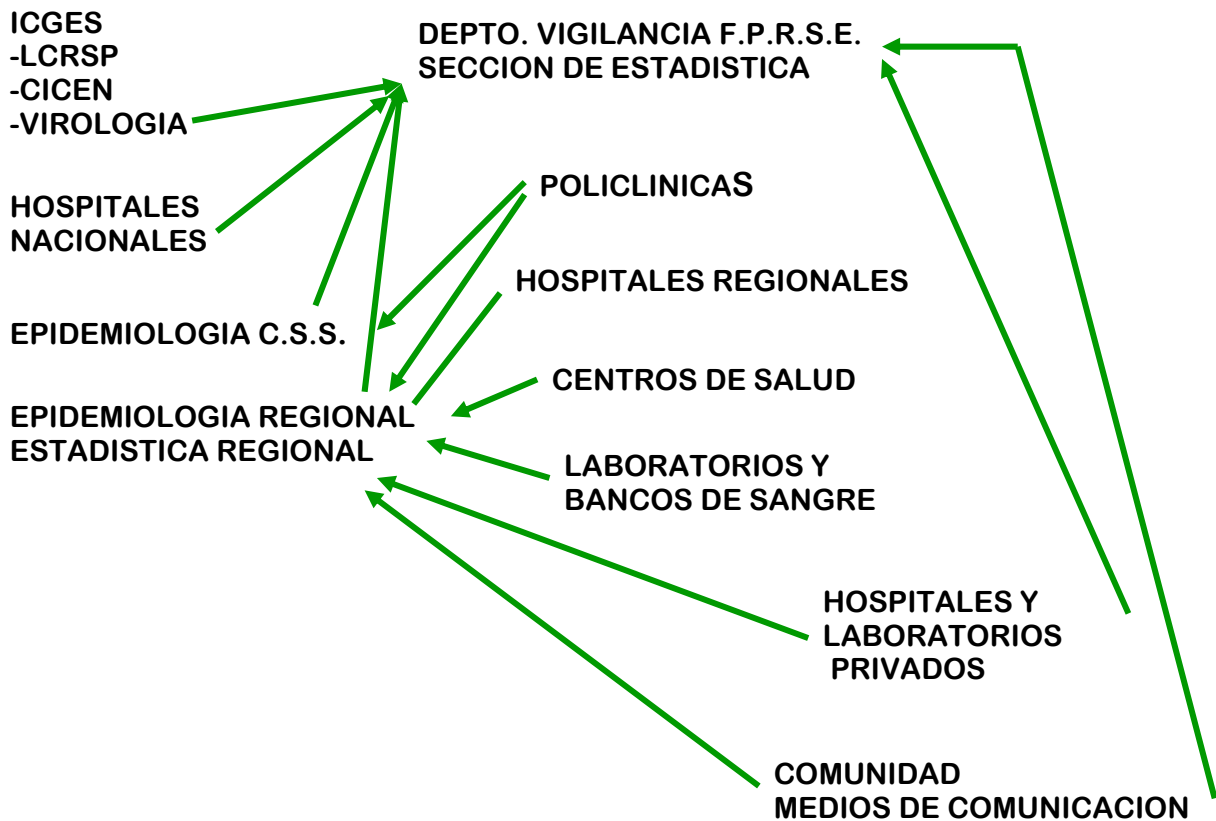 ICGES
-LCRSP
-CICEN
-VIROLOGIA
DEPTO. VIGILANCIA F.P.R.S.E.
SECCION DE ESTADISTICA
HOSPITALES
NACIONALES
POLICLINICAS
HOSPITALES REGIONALES
EPIDEMIOLOGIA C.S.S.
CENTROS DE SALUD
EPIDEMIOLOGIA REGIONAL
ESTADISTICA REGIONAL
LABORATORIOS Y
BANCOS DE SANGRE
HOSPITALES Y
LABORATORIOS
PRIVADOS
COMUNIDAD
MEDIOS DE COMUNICACION